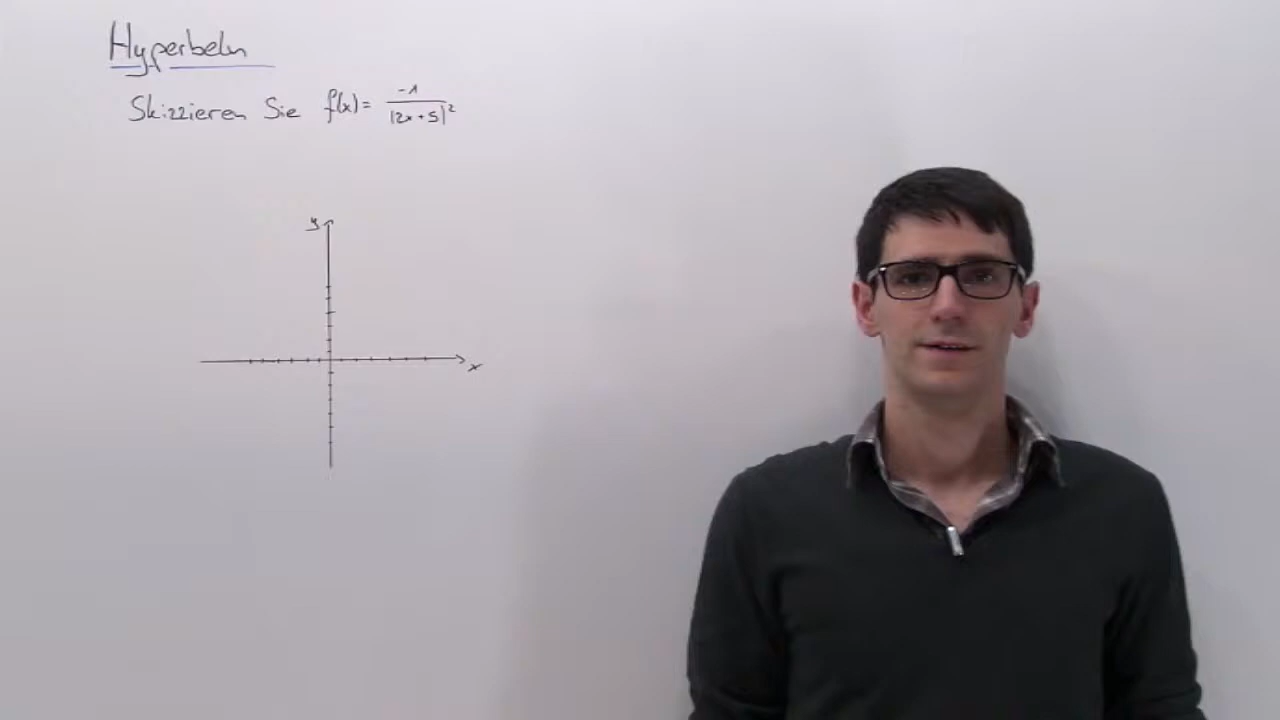 Hyperbeln
Skizzieren Sie f(x) = -1 / |2x+5|²
y
x